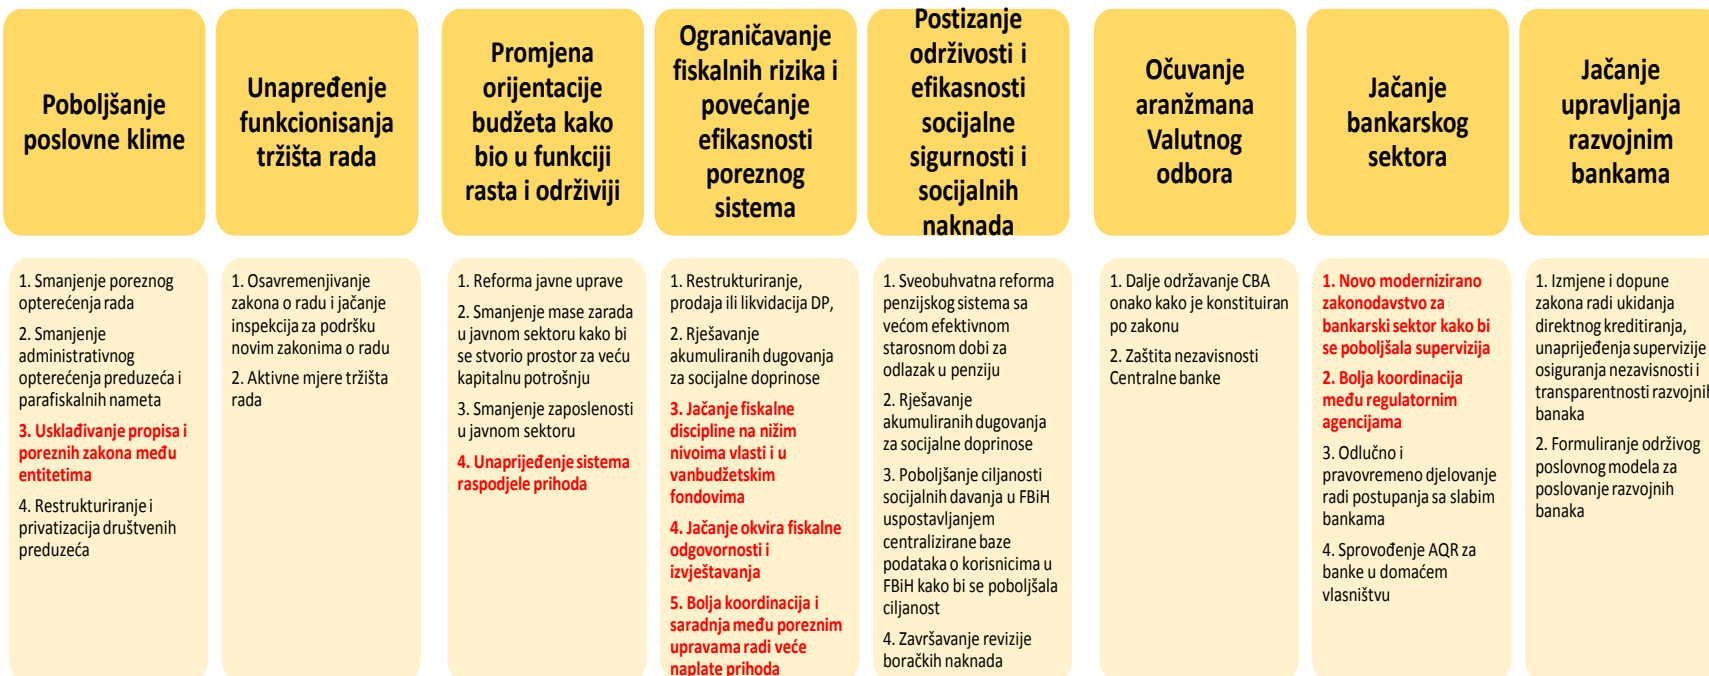 Poboljšanje
poslovne klime
Unapređenje
funkcionisanja
tržišta rada
Promjena
orijentacije
budžeta kako
bio u funkciji
rasta i održiviji
Ograničavanje
fiskalnih rizika i
povećanje
efikasnosti
poreznog
sistema
Postizanje
održivosti i
efikasnosti
socijalne
sigurnosti i
socijalnih
naknada
Očuvanje
aranžmana
Valutnog
odbora
Jačanje
bankarskog
sektora
Jačanje
upravljanja
razvojnim
bankama
1. Smanjenje poreznog
opterećenja rada
2. Smanjenje
administrativnog
opterećenja preduzeća i
parafiskalnih nameta
3. Usklađivanje propisa i
poreznih zakona među
entitetima
4. Restrukturiranje i
privatizacija društvenih
preduzeća
1. Osavremenjivanje
zakona o radu i jačanje
inspekcija za podršku
novim zakonima o radu
2. Aktivne mjere tržišta
rada
1. Reforma javne uprave
2. Smanjenje mase zarada
u javnom sektoru kako bi
se stvorio prostor za veću
kapitalnu potrošnju
3. Smanjenje zaposlenosti
u javnom sektoru
4. Unaprijeđenje sistema
raspodjele prihoda
1. Restrukturiranje,
prodaja ili likvidacija DP,
2. Rješavanje
akumuliranih dugovanja
za socijalne doprinose
3. Jačanje fiskalne
discipline na nižim
nivoima vlasti i u
vanbudžetskim
fondovima
4. Jačanje okvira fiskalne
odgovornosti i
izvještavanja
5. Bolja koordinacija i
saradnja među poreznim
upravama radi veće
naplate prihoda
1. Sveobuhvatna reforma
penzijskog sistema sa
većom efektivnom
starosnom dobi za
odlazak u penziju
2. Rješavanje
akumuliranih dugovanja
za socijalne doprinose
3. Poboljšanje ciljanosti
socijalnih davanja u FBiH
uspostavljanjem
centralizirane baze
podataka o korisnicima u
FBiH kako bi se poboljšala
ciljanost
4. Završavanje revizije
boračkih naknada
1. Dalje održavanje CBA
onako kako je konstituiran
po zakonu
2. Zaštita nezavisnosti
Centralne banke
1. Novo modernizirano
zakonodavstvo za
bankarski sektor kako bi
se poboljšala supervizija
2. Bolja koordinacija
među regulatornim
agencijama
3. Odlučno i
pravovremeno djelovanje
radi postupanja sa slabim
bankama
4. Sprovođenje AQR za
banke u domaćem
vlasništvu
1. Izmjene i dopune
zakona radi ukidanja
direktnog kreditiranja,
unaprijeđenja supervizije
osiguranja nezavisnosti i
transparentnosti razvojnih
banaka
2. Formuliranje održivog
poslovnog modela za
poslovanje razvojnih
banaka